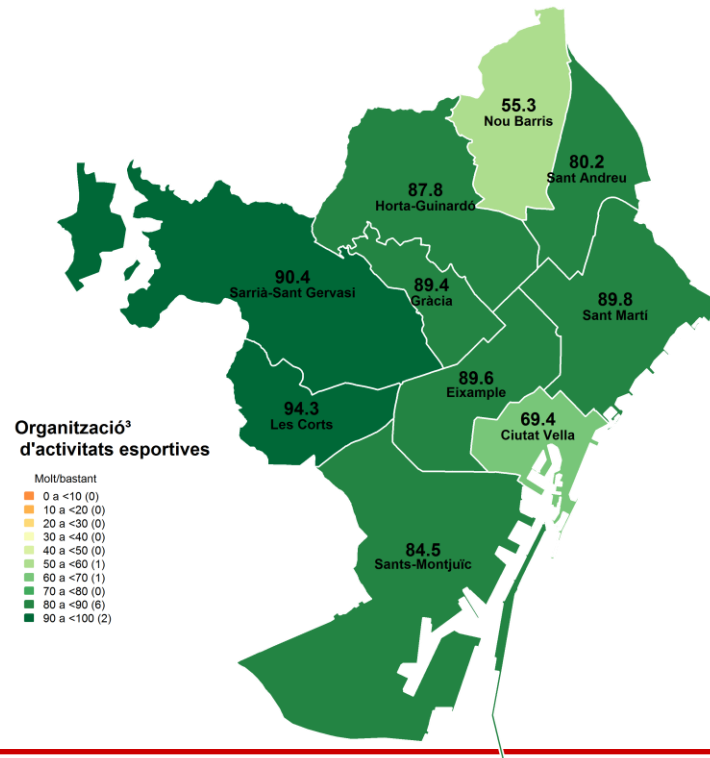 55.3
Nou Barris
80.2
Sant Andreu
87.8
Horta-Guinardó
90.4
Sarrià-Sant Gervasi
89.4
Gràcia
89.8
Sant Martí
89.6
Eixample
94.3
Les Corts
69.4
Ciutat Vella
84.5
Sants-Montjuïc
Organització³
d'activitats esportives
Molt/bastant
0 a <10 (0)
10 a <20 (0)
20 a <30 (0)
30 a <40 (0)
40 a <50 (0)
50 a <60 (1)
60 a <70 (1)
70 a <80 (0)
80 a <90 (6)
90 a <100 (2)